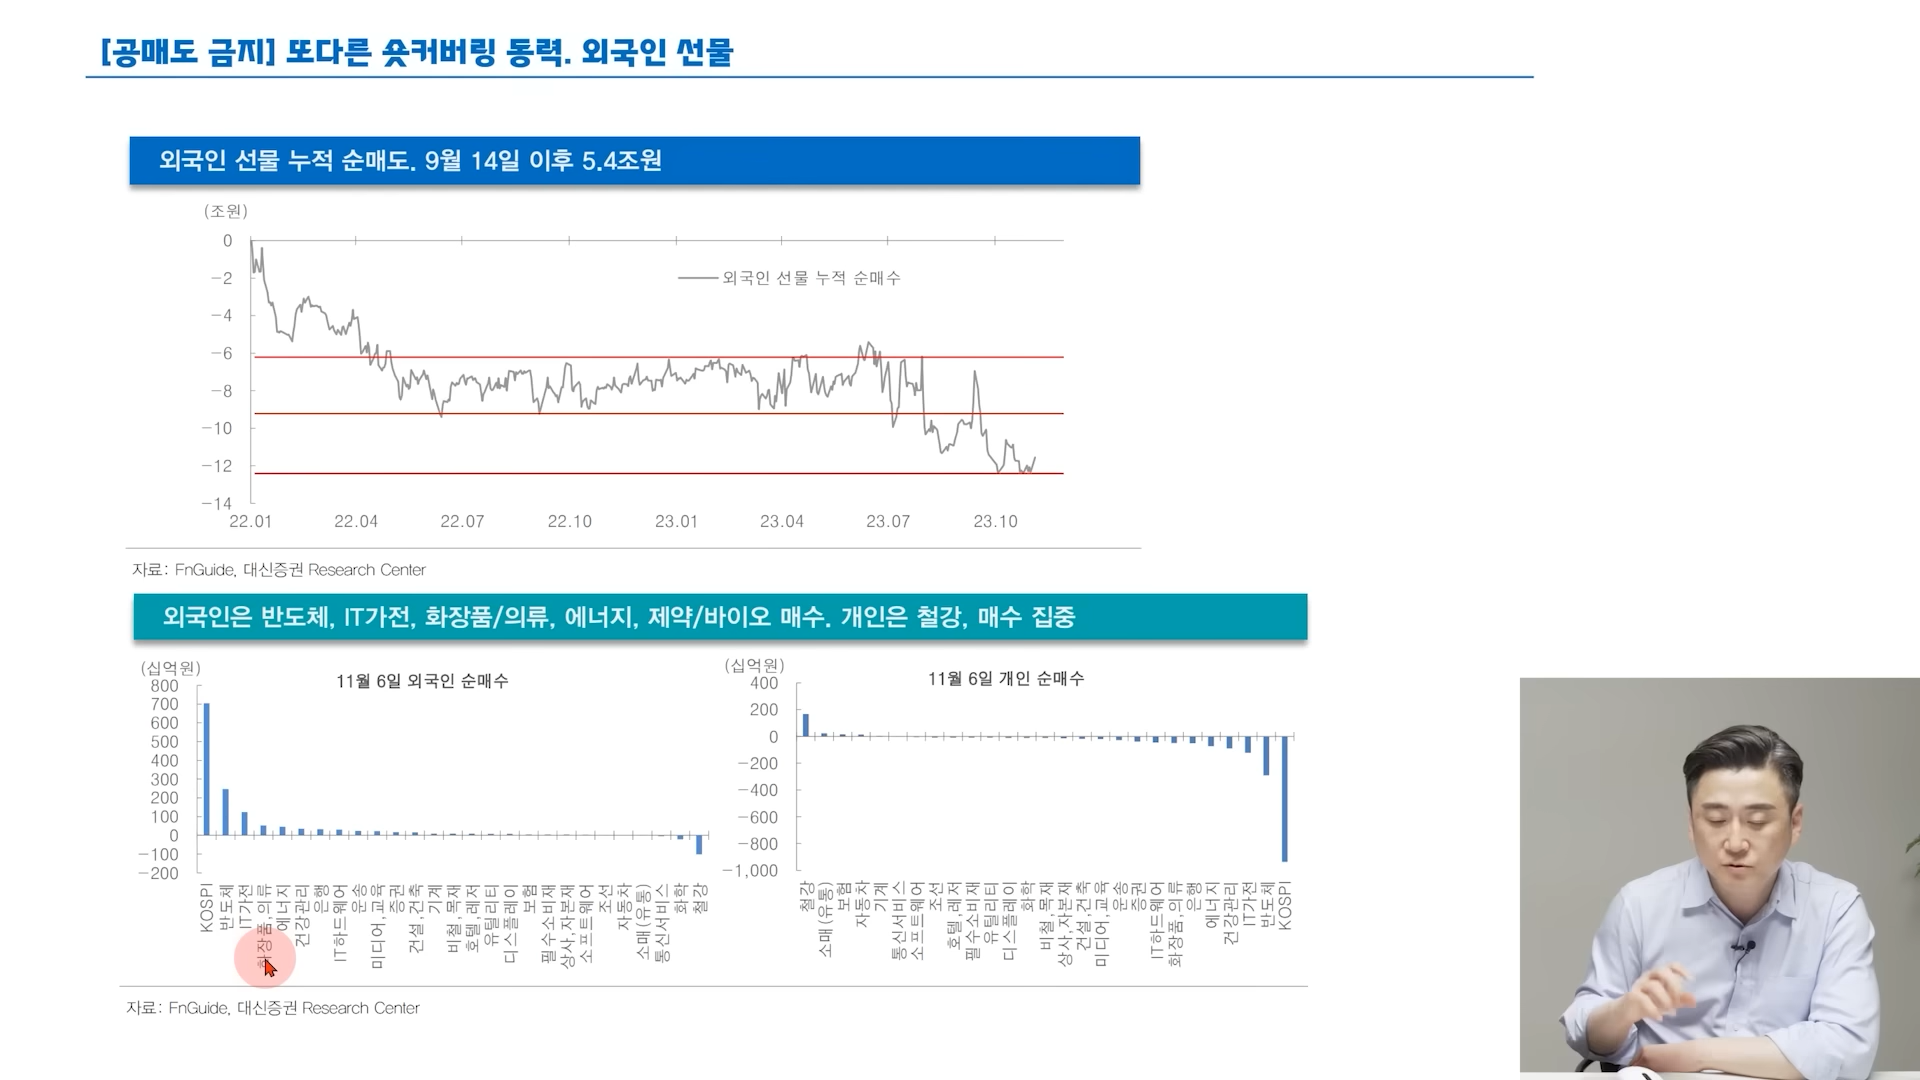 [공매도 금지] 또다른 숏커버링 동력. 외국인 선물
외국인 선물 누적 순매도. 9월 14일 이후 5.4조원
(조원)
0
-2
-4
-6
-8
-10
-12
-14
외국인 선물 누적 순매수
22.01 22.04 22.07 22.10 23.01 23.04 23.07 23.10
자료: FnGuide, 대신증권 Research Center
외국인은 반도체, IT가전, 화장품/의류, 에너지, 제약/바이오 매수. 개인은 철강, 매수 집중
(십억원)
11월 6일 외국인 순매수
800
700
600
500
400
300
200
100
0
-100
-200
KOSPI
반도체
IT가전
화장품,의류
에너지
건강관리
은행
IT하드웨어
운송
미디어,교육
증권
건설,건축
기계
비철,목재
호텔,레저
유틸리티
디스플레이
보험
필수소비재
상사,자본재
소프트웨어
조선
자동차
소매(유통)
통신서비스
화학
철강
(십억원)
11월 6일 개인 순매수
400
200
0
-200
-400
-600
-800
-1,000
철강
소매(유통)
보험
자동차
기계
통신서비스
소프트웨어
조선
호텔,레저
필수소비재
유틸리티
디스플레이
화학
비철,목재
상사,자본재
건설,건축
미디어,교육
운송
증권
IT하드웨어
화장품,의류
은행
에너지
건강관리
IT가전
반도체
KOSPI
자료: FnGuide, 대신증권 Research Center